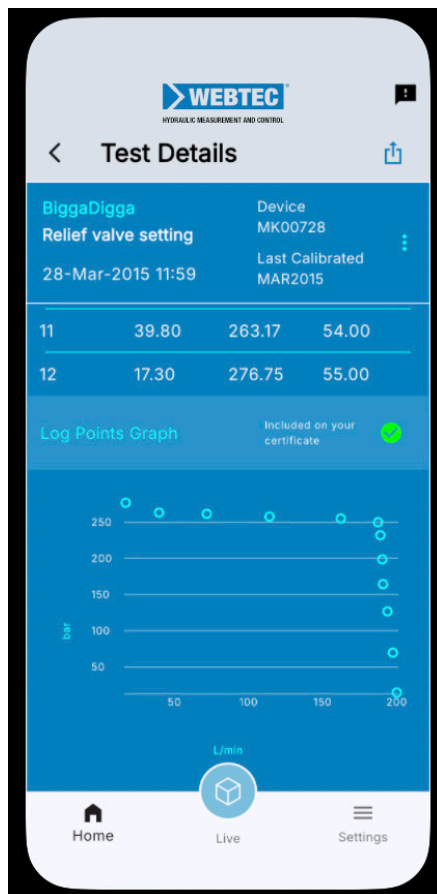 WEBTEC
HYDRAULIC MEASUREMENT AND CONTROL
Test Details
BiggaDigga
Relief valve setting
28-Mar-2015 11:59
Device
MK00728
Last Calibrated
MAR2015
11 39.80 263.17 54.00
12 17.30 276.75 55.00
Log Points Graph
Included on your
certificate
250
200
150
100
50
bar
50 100 150 200
L/min
Home Live Settings